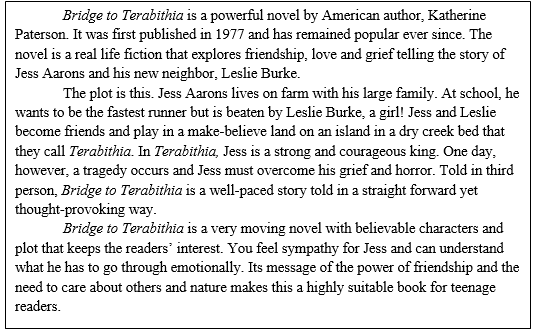 Bridge to Terabithia is a powerful novel by American author, Katherine
Paterson. It was first published in 1977 and has remained popular ever since. The
novel is a real life fiction that explores friendship, love and grief telling the story of
Jess Aarons and his new neighbor, Leslie Burke.
The plot is this. Jess Aarons lives on farm with his large family. At school, he
wants to be the fastest runner but is beaten by Leslie Burke, a girl! Jess and Leslie
become friends and play in a make-believe land on an island in a dry creek bed that
they call Terabithia. In Terabithia, Jess is a strong and courageous king. One day,
however, a tragedy occurs and Jess must overcome his grief and horror. Told in third
person, Bridge to Terabithia is a well-paced story told in a straight forward yet
thought-provoking way.
Bridge to Terabithia is a very moving novel with believable characters and
plot that keeps the readers’ interest. You feel sympathy for Jess and can understand
what he has to go through emotionally. Its message of the power of friendship and the
need to care about others and nature makes this a highly suitable book for teenage
readers.